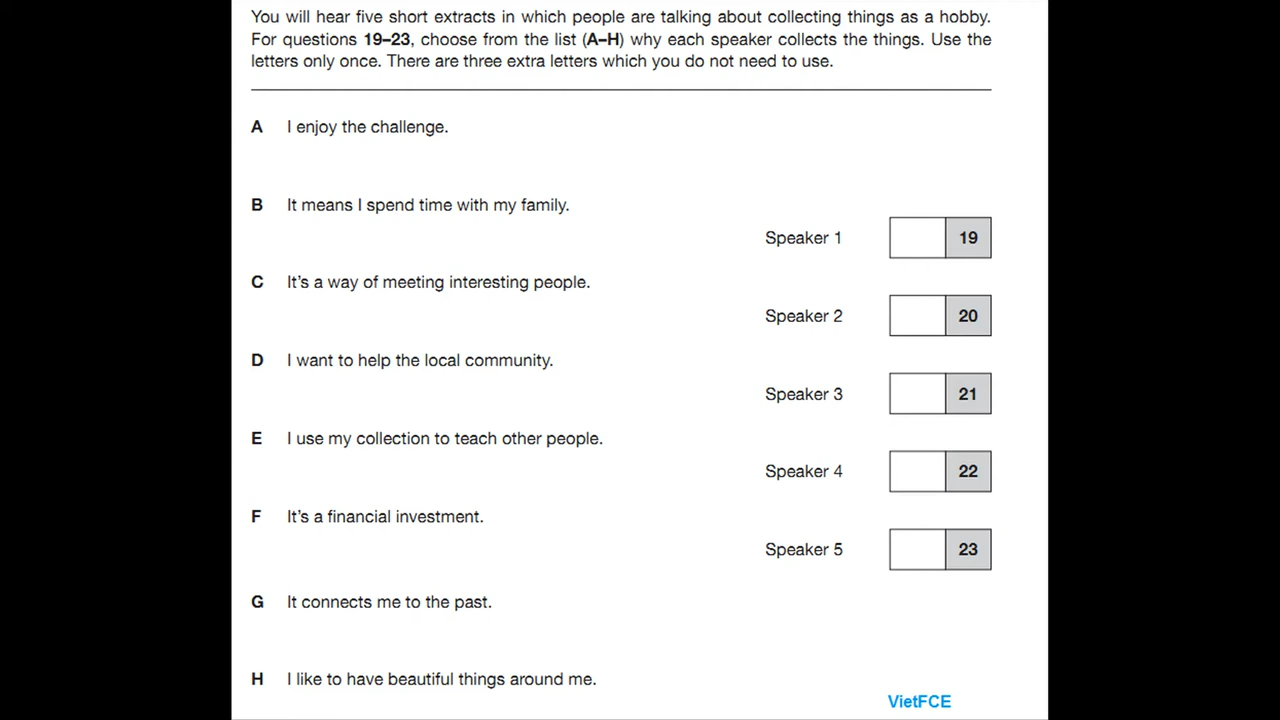 You will hear five short extracts in which people are talking about collecting things as a hobby.
For questions 19–23, choose from the list (A–H) why each speaker collects the things. Use the
letters only once. There are three extra letters which you do not need to use.
A I enjoy the challenge.
B It means I spend time with my family.
Speaker 1 19
C It's a way of meeting interesting people.
Speaker 2 20
D I want to help the local community.
Speaker 3 21
E I use my collection to teach other people.
Speaker 4 22
F It's a financial investment.
Speaker 5 23
G It connects me to the past.
H I like to have beautiful things around me.
VietFCE